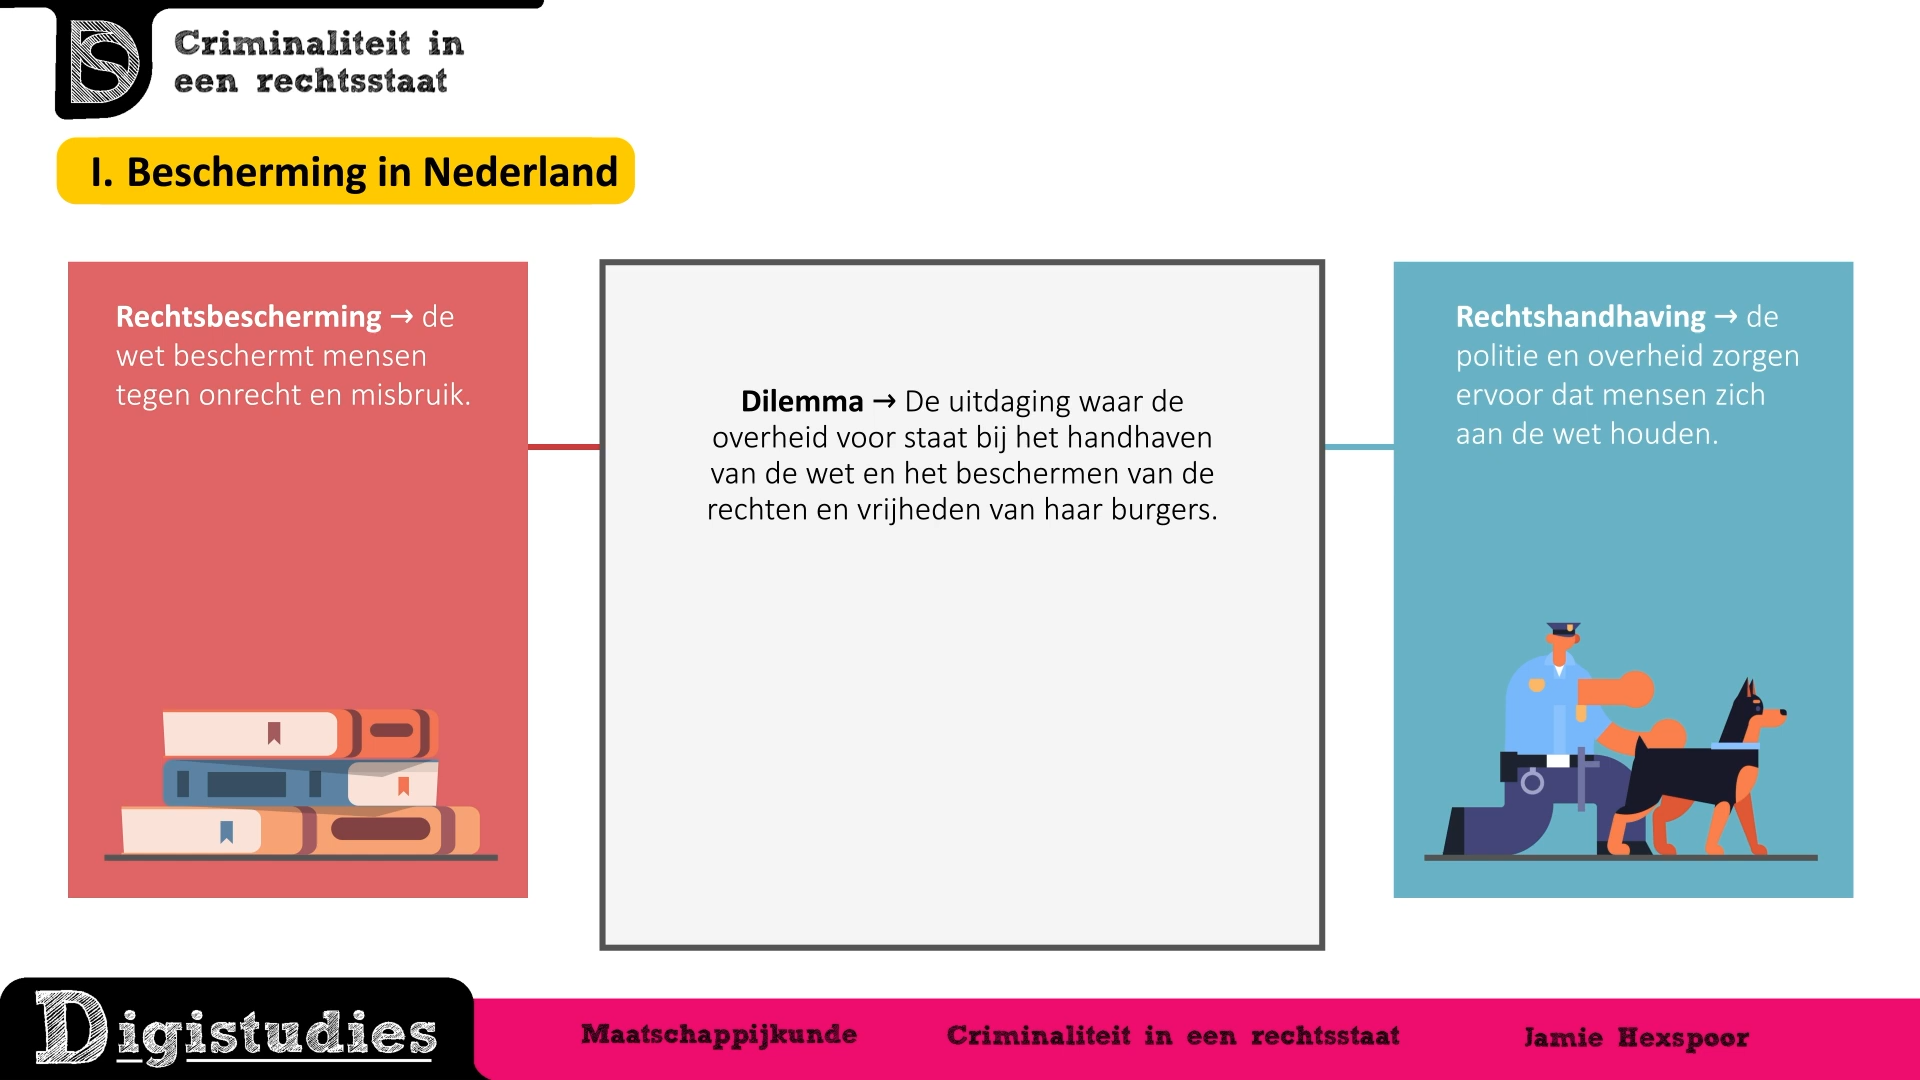 DS
Criminaliteit in
een rechtsstaat
I. Bescherming in Nederland
Rechtsbescherming → de
wet beschermt mensen
tegen onrecht en misbruik.
Dilemma → De uitdaging waar de
overheid voor staat bij het handhaven
van de wet en het beschermen van de
rechten en vrijheden van haar burgers.
Rechtshandhaving → de
politie en overheid zorgen
ervoor dat mensen zich
aan de wet houden.
Digistudies
Maatschappijkunde
Criminaliteit in een rechtsstaat
Jamie Hexspoor